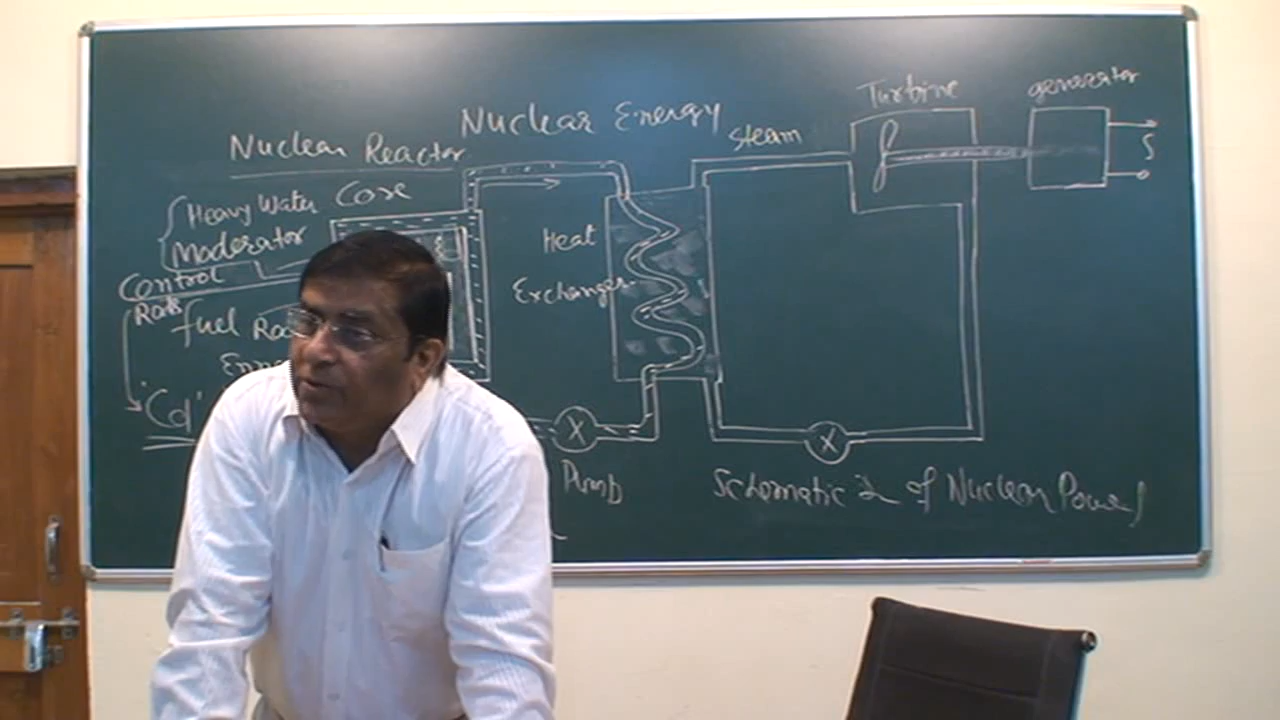 Nuclear Energy
Nuclear Reactor
Turbine
generator
Steam
Core
Heavy Water
Moderator
Control
Rods
Fuel
Heat
Exchanger
"Cd"
X
X
Pump
Schematic of Nuclear Power